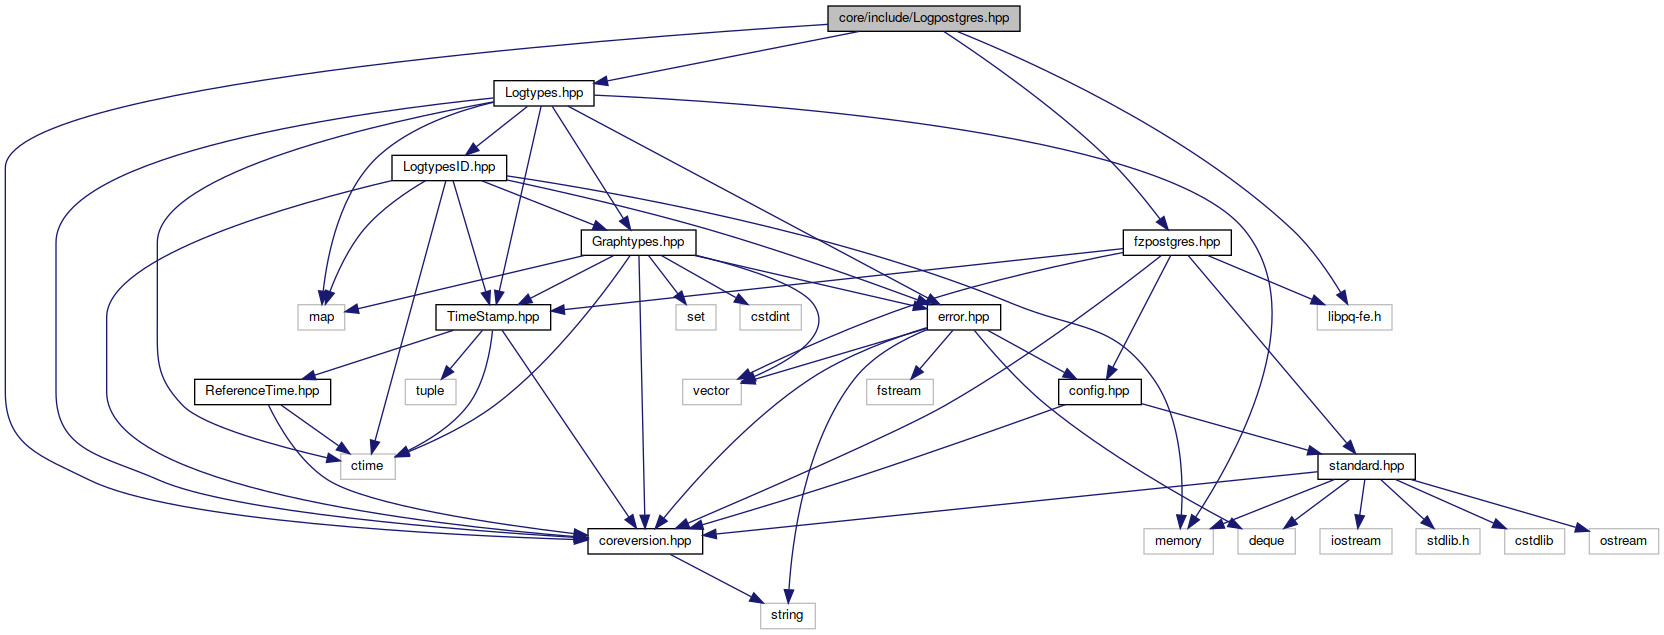 core/include/Logpostgres.hpp
Logtypes.hpp
LogtypesID.hpp
Graphtypes.hpp
fzpostgres.hpp
map
TimeStamp.hpp
set
cstdint
error.hpp
libpq-fe.h
ReferenceTime.hpp
tuple
vector
fstream
config.hpp
ctime
standard.hpp
coreversion.hpp
memory
deque
iostream
stdlib.h
cstdlib
ostream
string